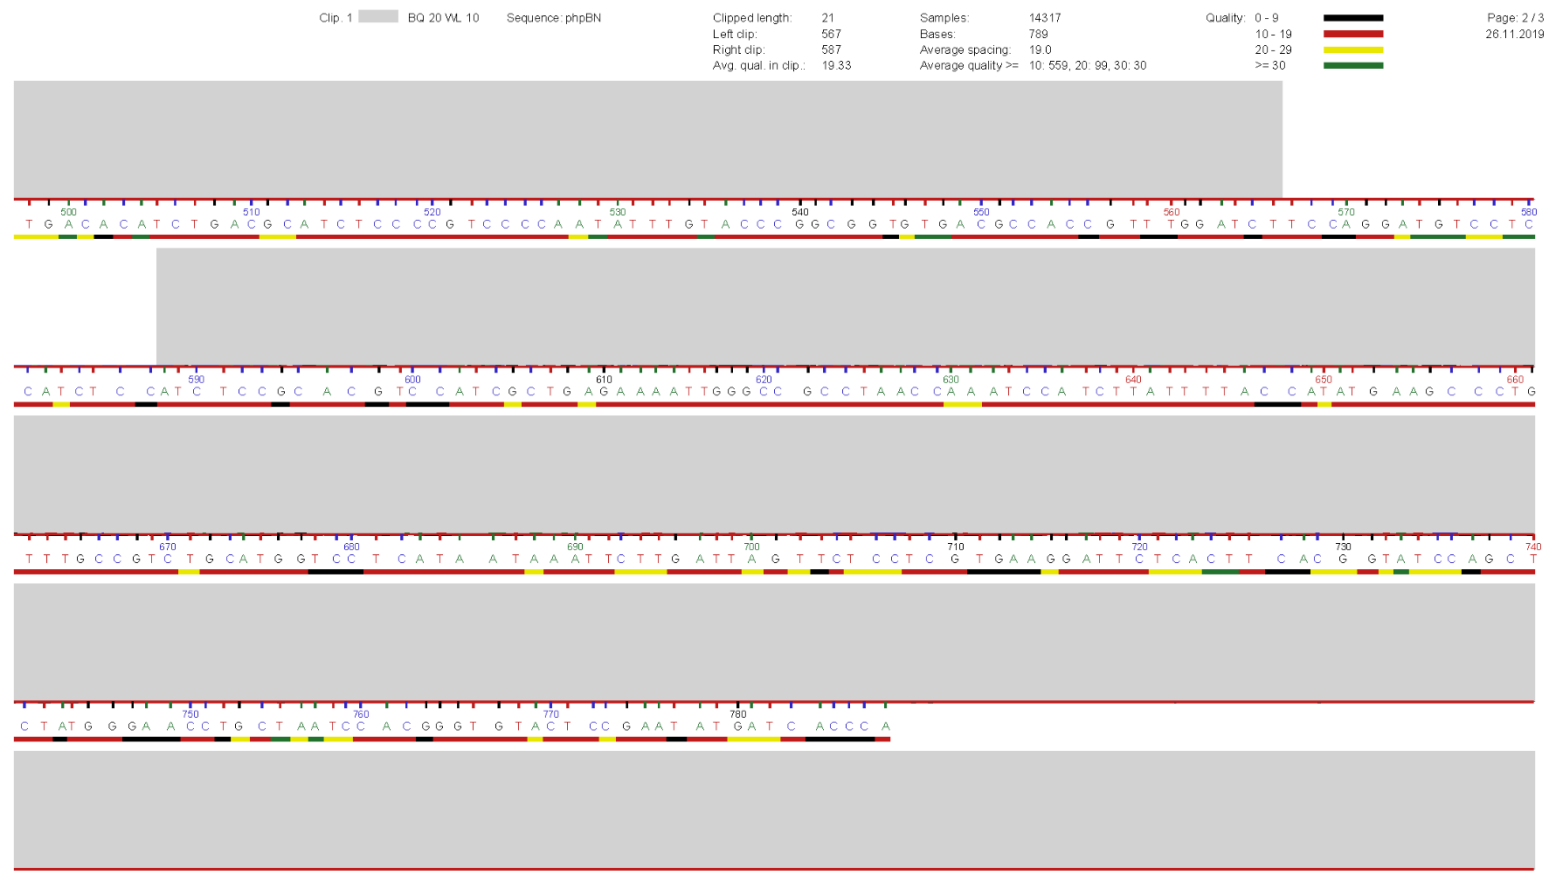 Clip. 1 BQ 20 WL 10 Sequence: phpBN Clipped length: 21 Samples: 14317 Quality: 0 - 9 Page: 2 / 3
Left clip: 567 Bases: 789 10 - 19 26.11.2019
Right clip: 587 Average spacing: 19.0 20 - 29
Avg. qual. in clip.: 19.33 Average quality >= 10: 559, 20: 99, 30: 30 >= 30
500 510 520 530 540 550 560 570 580
T G A C A C A T C T G A C G C A T C T C C C C G T C C C C A A T A T T T G T A C C C G G C G G T G T G A C G C C A C C G T T T G G A T C T T C C A G G A T G T C C T C
590 600 610 620 630 640 650 660
C A T C T C C A T C T C C G C A C G T C C A T C G C T G A G A A A A T T G G G C C G C C T A A C C A A A T C C A T C T T A T T T T A C C A T A T G A A G C C C T G
670 680 690 700 710 720 730 740
T T T G C C G T C T G C A T G G T C C T C A T A A T A A A T T C T T G A T T A G T T C T C C T C G T G A A G G A T T C T C A C T T C A C G G T A T C C A G C T
750 760 770 780
C T A T G G G A A C C T G C T A A T C C A C G G G T G T A C T C C G A A T A T G A T C A C C C A